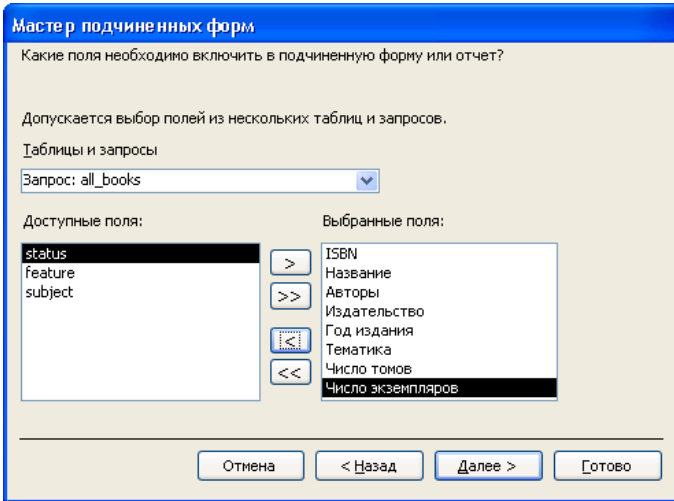 Мастер подчиненных форм
Какие поля необходимо включить в подчиненную форму или отчет?
Допускается выбор полей из нескольких таблиц и запросов.
Таблицы и запросы
Запрос: all_books
Доступные поля:
Выбранные поля:
status
feature
subject
>
>>
<
<<
ISBN
Название
Авторы
Издательство
Год издания
Тематика
Число томов
Число экземпляров
Отмена
< Назад
Далее >
Готово